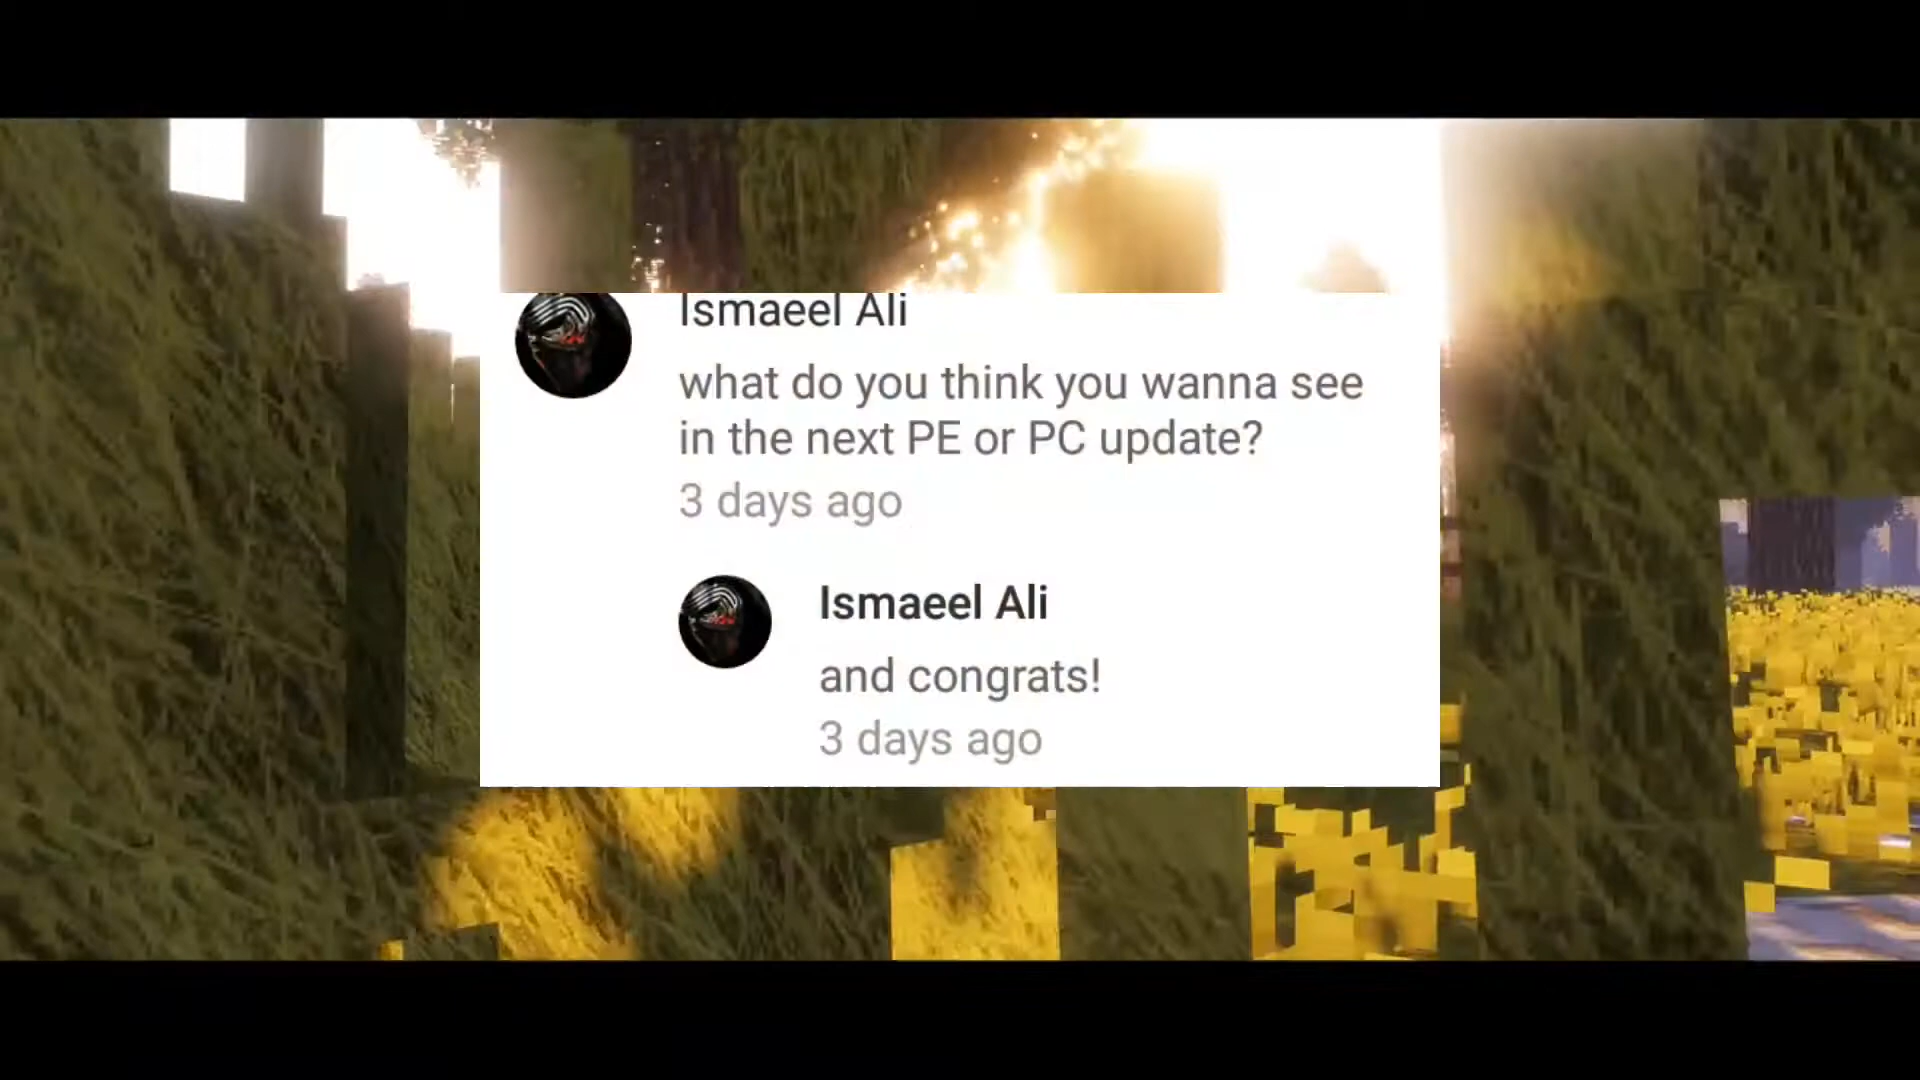 Ismaeel Ali
what do you think you wanna see
in the next PE or PC update?
3 days ago
Ismaeel Ali
and congrats!
3 days ago